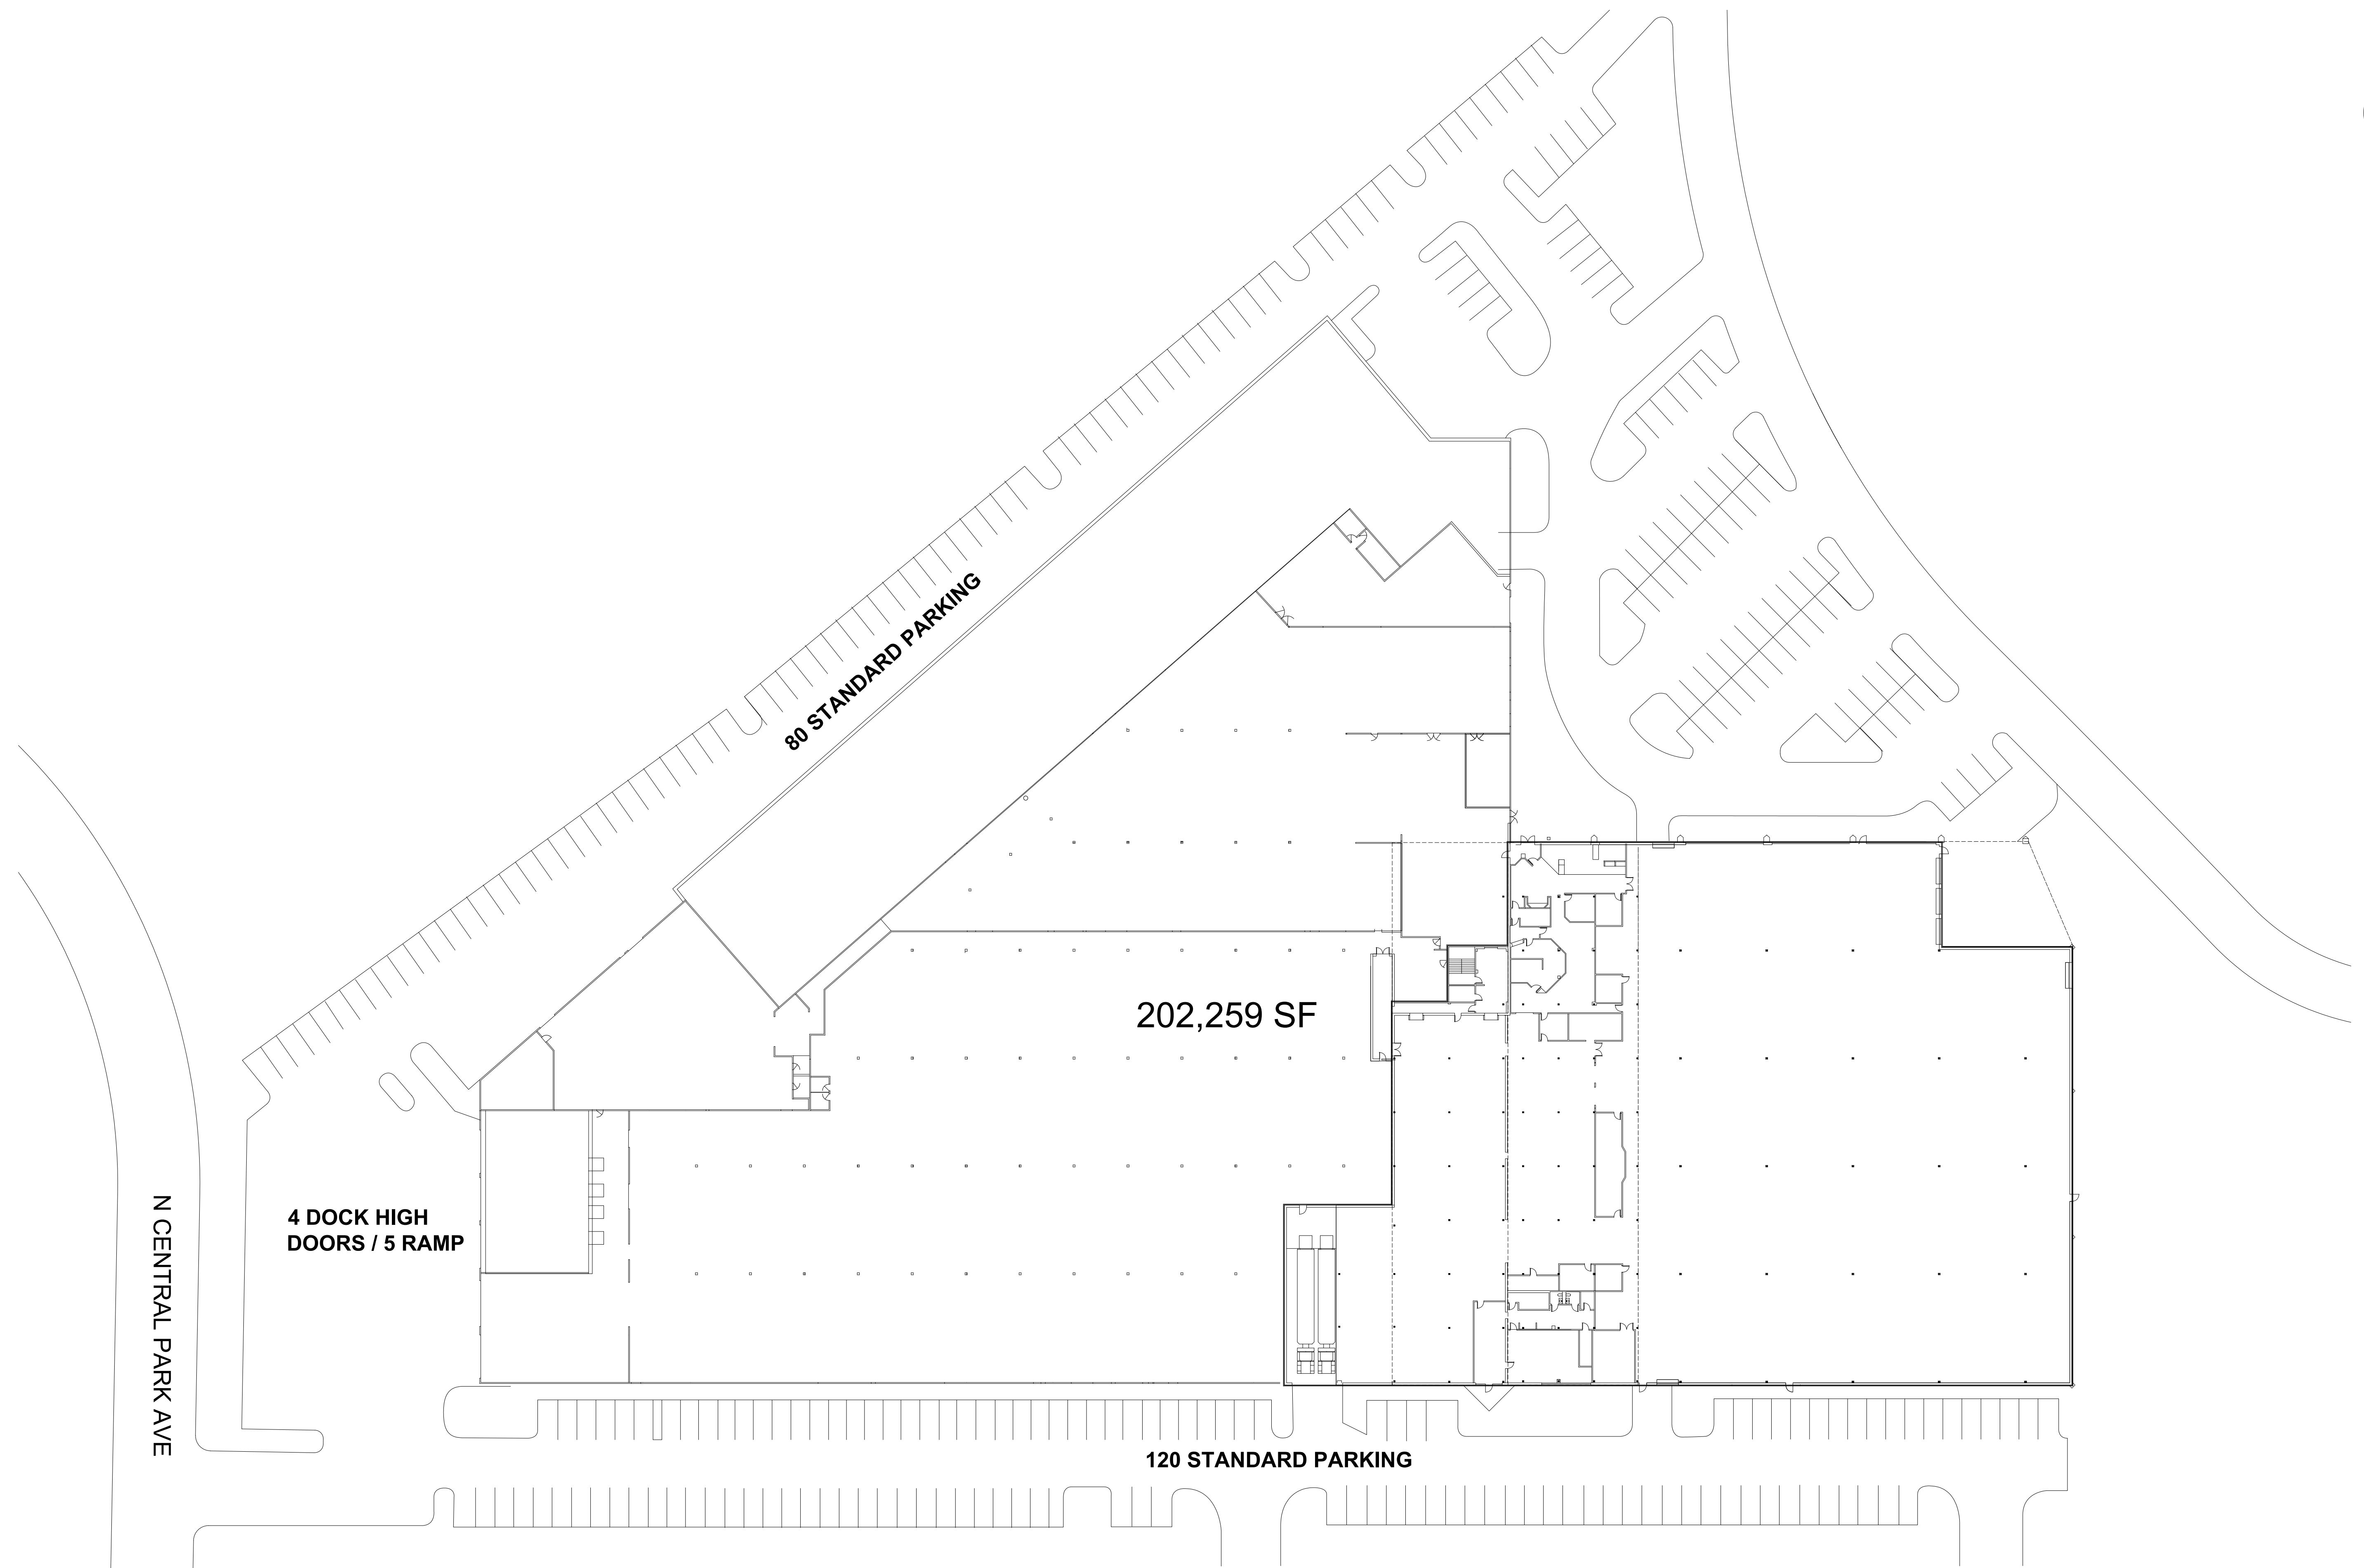 80 STANDARD PARKING
202,259 SF
4 DOCK HIGH
DOORS / 5 RAMP
N CENTRAL PARK AVE
120 STANDARD PARKING